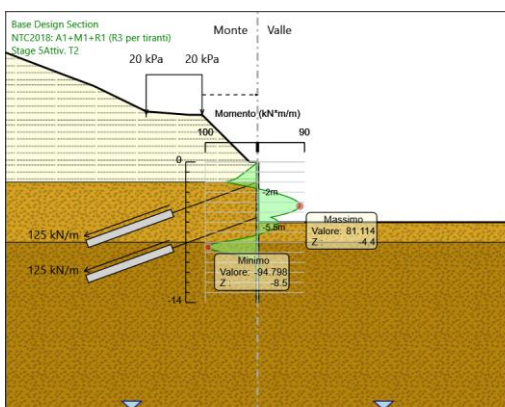 Base Design Section
NTC2018: A1+M1+R1 (R3 per tiranti)
Stage 5Attiv. T2
Monte
Valle
20 kPa
20 kPa
Momento (kN*m/m)
100
90
0
-2m
-5.8m
Massimo
Valore: 81.114
Z : -4.4
125 kN/m
125 kN/m
Minimo
Valore: -94.798
Z : -8.5
-14